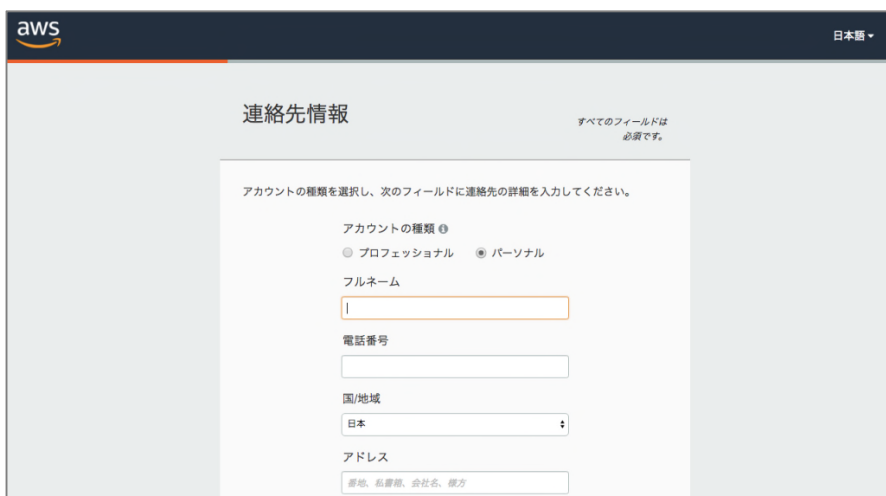 aws
日本語
連絡先情報
すべてのフィールドは
必須です。
アカウントの種類を選択し、次のフィールドに連絡先の詳細を入力してください。
アカウントの種類
プロフェッショナル パーソナル
フルネーム
電話番号
国/地域
日本
アドレス
番地、私書箱、会社名、様方